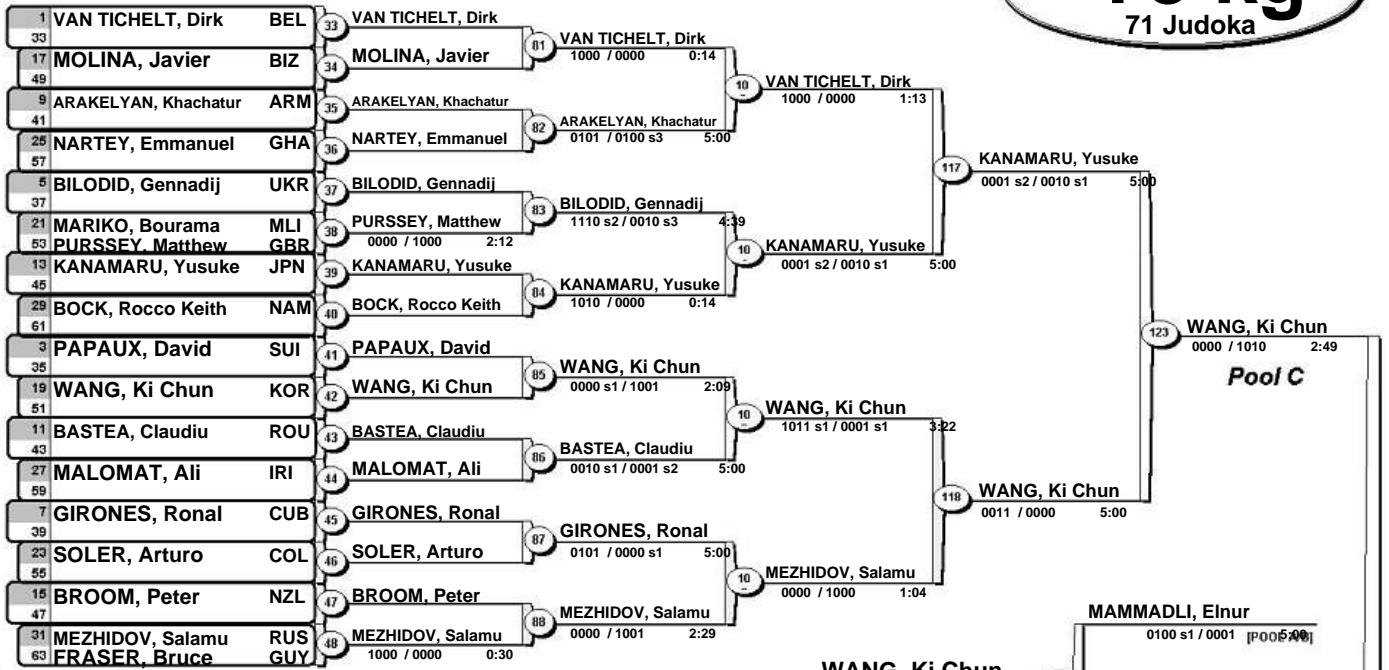 71 Judoka
1 VAN TICHELT, Dirk BEL
33
17 MOLINA, Javier BIZ
49
9 ARAKELYAN, Khachatur ARM
41
25 NARTEY, Emmanuel GHA
57
5 BILODID, Gennadij UKR
37
21 MARIKO, Bourama MLI
53 PURSSEY, Matthew GBR
13 KANAMARU, Yusuke JPN
45
29 BOCK, Rocco Keith NAM
61
3 PAPAUX, David SUI
35
19 WANG, Ki Chun KOR
51
11 BASTEA, Claudiu ROU
43
27 MALOMAT, Ali IRI
59
7 GIRONES, Ronal CUB
39
23 SOLER, Arturo COL
55
15 BROOM, Peter NZL
47
31 MEZHIDOV, Salamu RUS
63 FRASER, Bruce GUY
33 VAN TICHELT, Dirk
34 MOLINA, Javier
35 ARAKELYAN, Khachatur
36 NARTEY, Emmanuel
37 BILODID, Gennadij
38 PURSSEY, Matthew
0000 / 1000 2:12
39 KANAMARU, Yusuke
40 BOCK, Rocco Keith
41 PAPAUX, David
42 WANG, Ki Chun
43 BASTEA, Claudiu
44 MALOMAT, Ali
45 GIRONES, Ronal
46 SOLER, Arturo
47 BROOM, Peter
48 MEZHIDOV, Salamu
1000 / 0000 0:30
81 VAN TICHELT, Dirk
1000 / 0000 0:14
82 ARAKELYAN, Khachatur
0101 / 0100 s3 5:00
83 BILODID, Gennadij
1110 s2 / 0010 s3 4:39
84 KANAMARU, Yusuke
1010 / 0000 0:14
85 WANG, Ki Chun
0000 s1 / 1001 2:09
86 BASTEA, Claudiu
0010 s1 / 0001 s2 5:00
87 GIRONES, Ronal
0101 / 0000 s1 5:00
88 MEZHIDOV, Salamu
0000 / 1001 2:29
10 VAN TICHELT, Dirk
1000 / 0000 1:13
10 KANAMARU, Yusuke
0001 s2 / 0010 s1 5:00
10 WANG, Ki Chun
1011 s1 / 0001 s1 3:22
10 MEZHIDOV, Salamu
0000 / 1000 1:04
117 KANAMARU, Yusuke
0001 s2 / 0010 s1 5:00
118 WANG, Ki Chun
0011 / 0000 5:00
123 WANG, Ki Chun
0000 / 1010 2:49
Pool C
MAMMADLI, Elnur
0100 s1 / 0001 5:00
WANG, Ki Chun